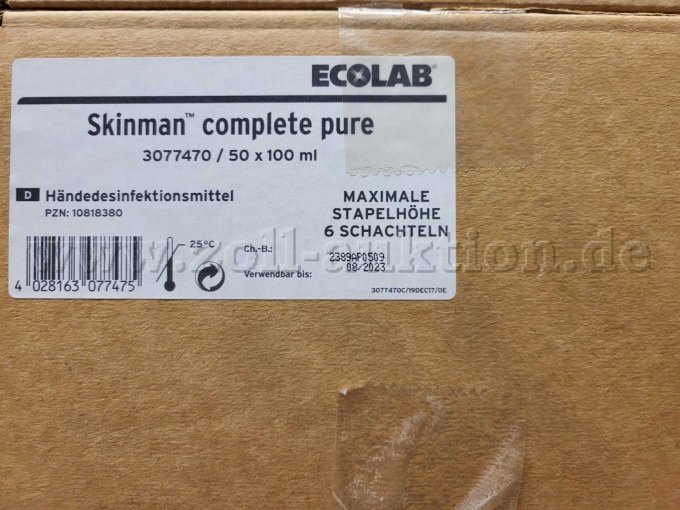 ECOLAB®
Skinman™ complete pure
3077470 / 50 x 100 ml
D Händedesinfektionsmittel
PZN: 10818380
MAXIMALE
STAPELHÖHE
6 SCHACHTELN
25°C
Ch.-B.: 2389AP0509
Verwendbar bis: 08/2023
4 028163 077475
3077470C/19DEC17/DE
www.zoll-auktion.de